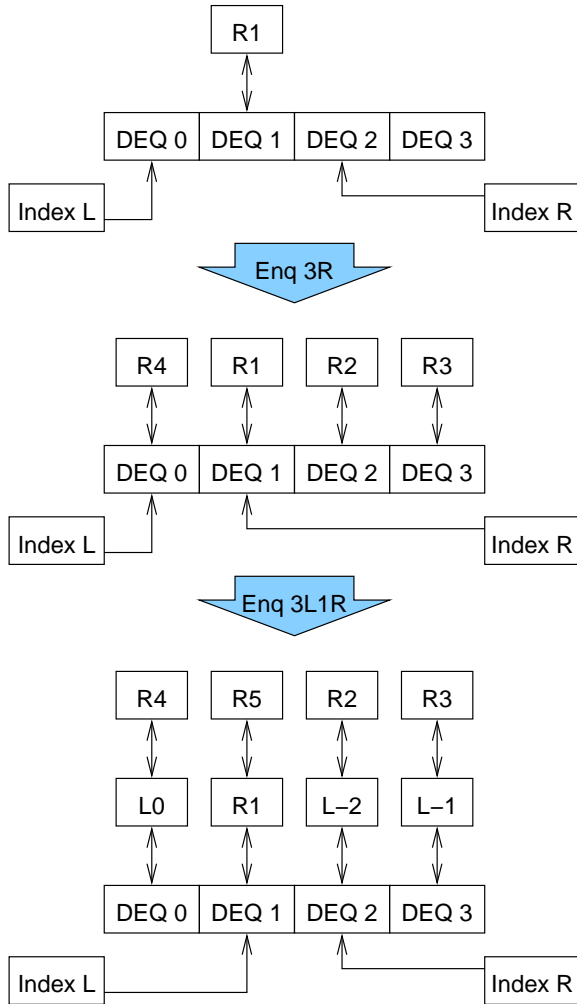 R1
DEQ 0 DEQ 1 DEQ 2 DEQ 3
Index L Index R
Enq 3R
R4 R1 R2 R3
DEQ 0 DEQ 1 DEQ 2 DEQ 3
Index L Index R
Enq 3L1R
R4 R5 R2 R3
L0 R1 L−2 L−1
DEQ 0 DEQ 1 DEQ 2 DEQ 3
Index L Index R